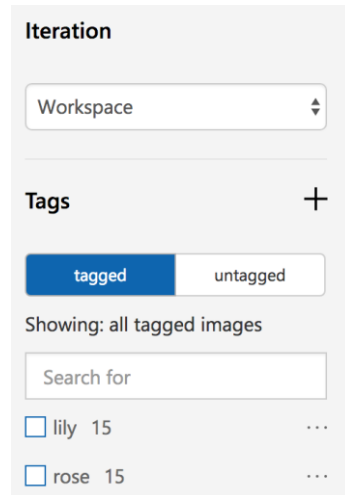 Iteration
Workspace
Tags +
tagged untagged
Showing: all tagged images
Search for
lily 15 ...
rose 15 ...